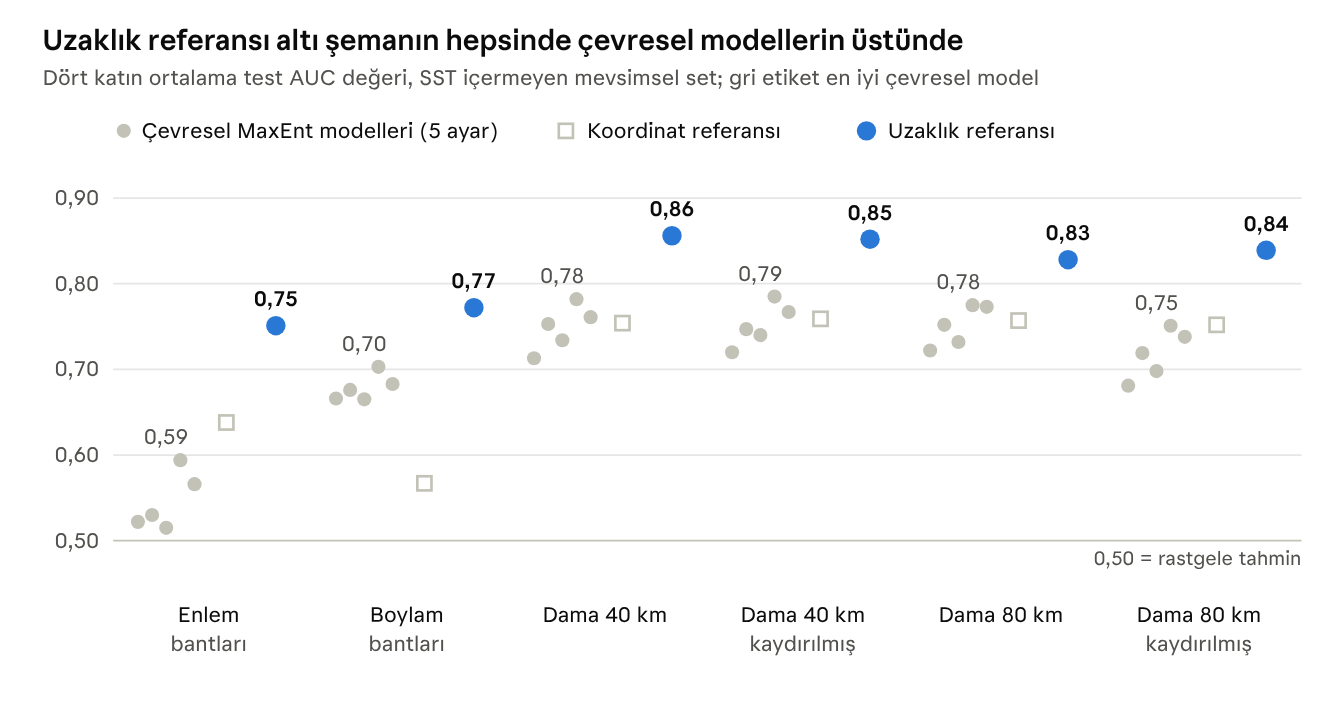 Uzaklık referansı altı şemanın hepsinde çevresel modellerin üstünde
Dört katın ortalama test AUC değeri, SST içermeyen mevsimsel set; gri etiket en iyi çevresel model
Çevresel MaxEnt modelleri (5 ayar) Koordinat referansı Uzaklık referansı
0,90
0,80
0,70
0,60
0,50
0,59
0,75
0,70
0,77
0,78
0,86
0,79
0,85
0,78
0,83
0,75
0,84
0,50 = rastgele tahmin
Enlem
bantları
Boylam
bantları
Dama 40 km
Dama 40 km
kaydırılmış
Dama 80 km
Dama 80 km
kaydırılmış